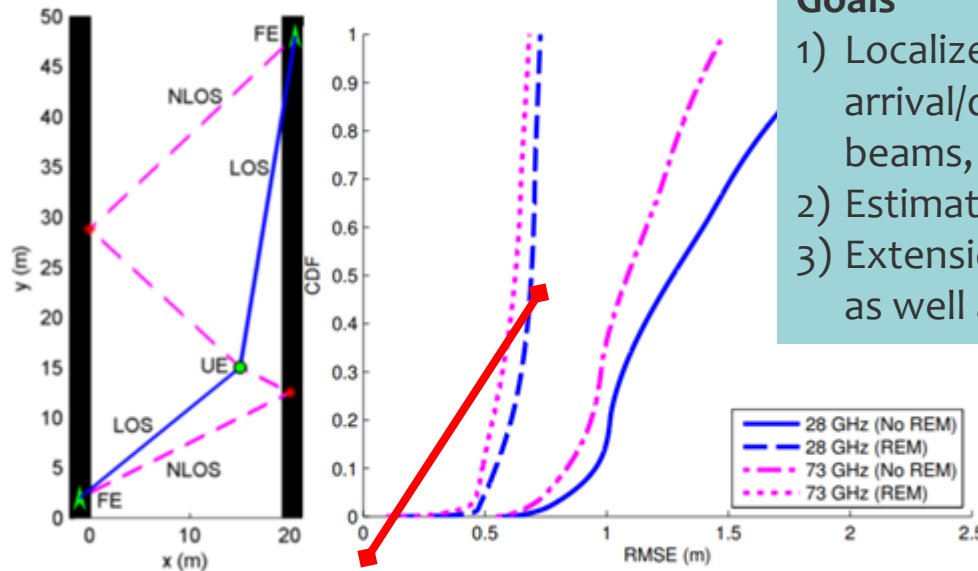 50
45
40
35
30
25
20
15
10
5
0
y (m)
0
20
x (m)
FE
NLOS
LOS
UE
LOS
NLOS
FE
1
0.9
0.8
0.7
0.6
0.5
0.4
0.3
0.2
0.1
0
CDF
0
0.5
1
1.5
2
2.5
RMSE (m)
28 GHz (No REM)
28 GHz (REM)
73 GHz (No REM)
73 GHz (REM)
Goals
1) Localize
arrival/
beams,
2) Estimat
3) Extensi
as well